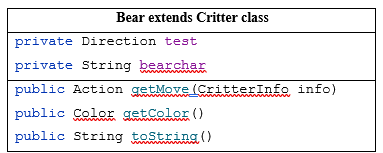 Bear extends Critter class
private Direction test
private String bearchar
public Action getMove(CritterInfo info)
public Color getColor()
public String toString()